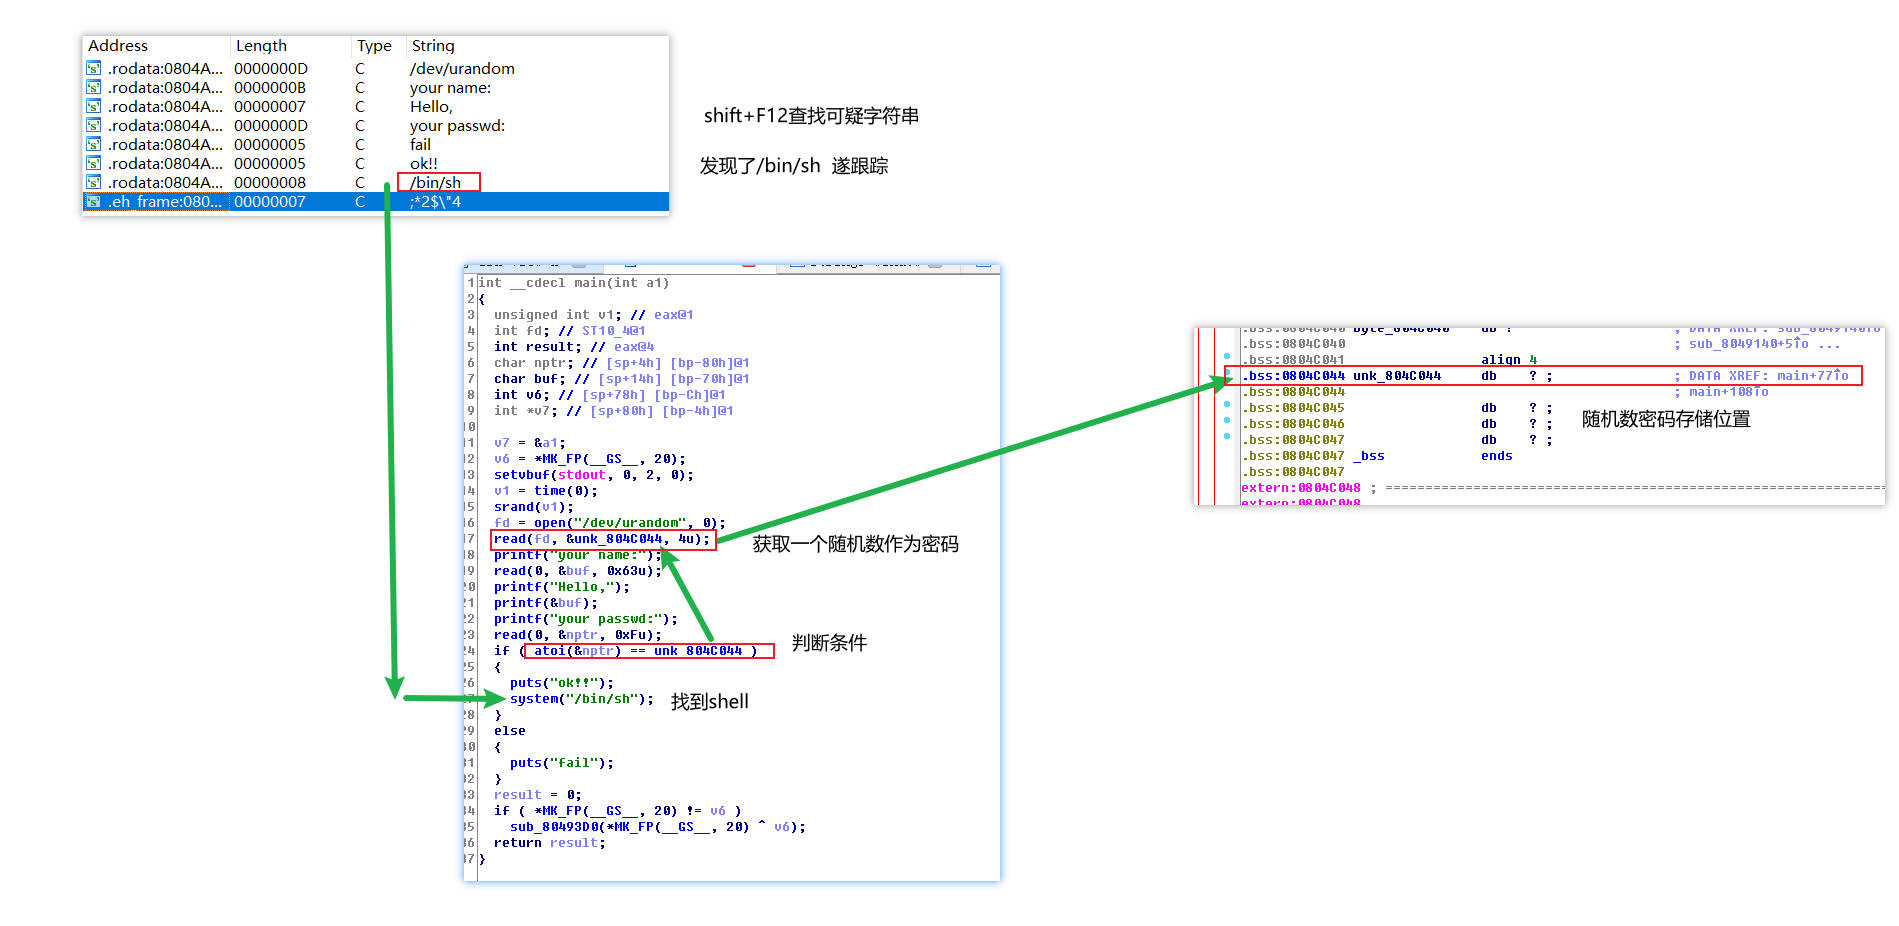 Address Length Type String
.rodata:0804A... 0000000D C /dev/urandom
.rodata:0804A... 0000000B C your name:
.rodata:0804A... 00000007 C Hello,
.rodata:0804A... 0000000D C your passwd:
.rodata:0804A... 00000005 C fail
.rodata:0804A... 00000005 C ok!!
.rodata:0804A... 00000008 C /bin/sh
.eh_frame:080... 00000007 C ;*2$\"4
shift+F12查找可疑字符串
发现了/bin/sh 遂跟踪
1 int __cdecl main(int a1)
2 {
3 unsigned int v1; // eax@1
4 int fd; // ST10_4@1
5 int result; // eax@4
6 char nptr; // [sp+4h] [bp-80h]@1
7 char buf; // [sp+14h] [bp-70h]@1
8 int v6; // [sp+78h] [bp-Ch]@1
9 int *v7; // [sp+80h] [bp-4h]@1
10
11 v7 = &a1;
12 v6 = *MK_FP(__GS__, 20);
13 setvbuf(stdout, 0, 2, 0);
14 v1 = time(0);
15 srand(v1);
16 fd = open("/dev/urandom", 0);
17 read(fd, &unk_804C044, 4u);
18 printf("your name:");
19 read(0, &buf, 0x63u);
20 printf("Hello,");
21 printf(&buf);
22 printf("your passwd:");
23 read(0, &nptr, 0xFu);
24 if ( atoi(&nptr) == unk_804C044 )
25 {
26 puts("ok!!");
27 system("/bin/sh");
28 }
29 else
30 {
31 puts("fail");
32 }
33 result = 0;
34 if ( *MK_FP(__GS__, 20) != v6 )
35 sub_80493D0(*MK_FP(__GS__, 20) ^ v6);
36 return result;
37 }
获取一个随机数作为密码
判断条件
找到shell
.bss:0804C040 byte_804C040 db ? ; DATA XREF: sub_8049140↑o
.bss:0804C040 ; sub_8049140+5↑o ...
.bss:0804C041 align 4
.bss:0804C044 unk_804C044 db ? ; ; DATA XREF: main+77↑o
.bss:0804C044 ; main+108↑o
.bss:0804C045 db ? ;
.bss:0804C046 db ? ;
.bss:0804C047 db ? ;
.bss:0804C047 _bss ends
.bss:0804C047
extern:0804C048 ; ================================================
extern:0804C048
随机数密码存储位置